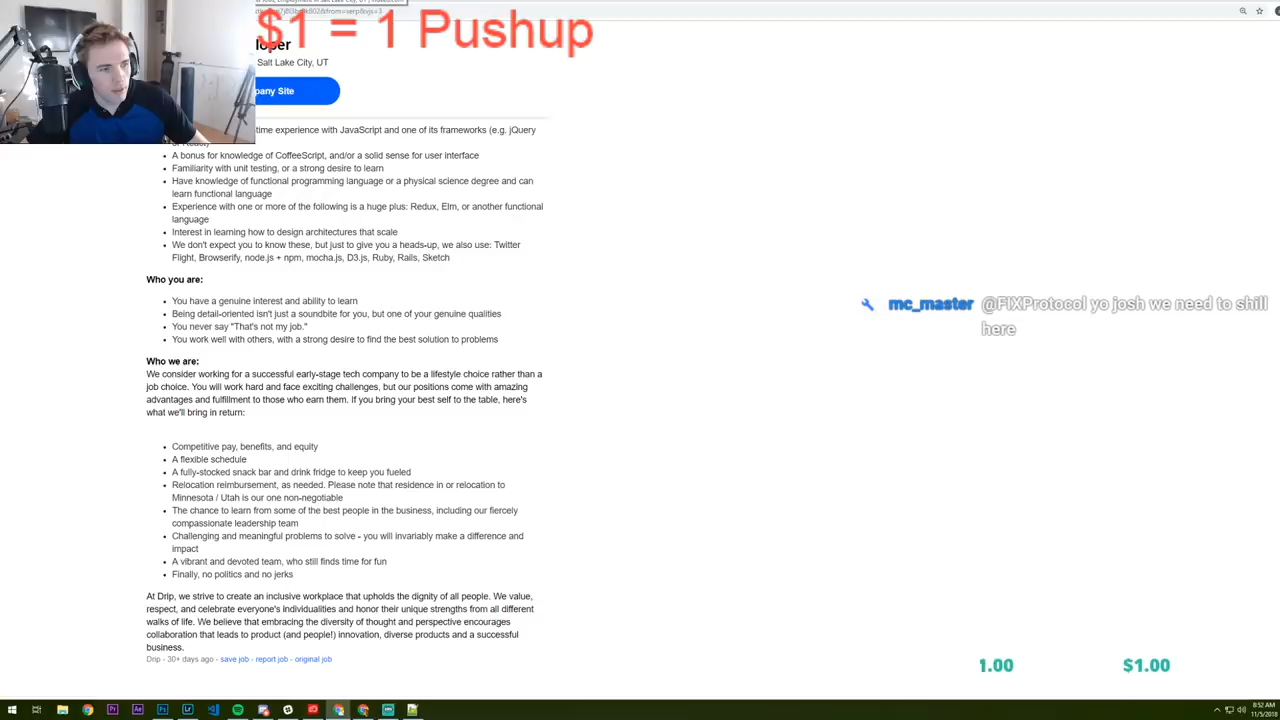 $1 = 1 Pushup
loper
Salt Lake City, UT
pany Site
time experience with JavaScript and one of its frameworks (e.g. jQuery
A bonus for knowledge of CoffeeScript, and/or a solid sense for user interface
Familiarity with unit testing, or a strong desire to learn
Have knowledge of functional programming language or a physical science degree and can
learn functional language
Experience with one or more of the following is a huge plus: Redux, Elm, or another functional
language
Interest in learning how to design architectures that scale
We don't expect you to know these, but just to give you a heads-up, we also use: Twitter
Flight, Browserify, node.js + npm, mocha.js, D3.js, Ruby, Rails, Sketch
Who you are:
You have a genuine interest and ability to learn
Being detail-oriented isn't just a soundbite for you, but one of your genuine qualities
You never say "That's not my job."
You work well with others, with a strong desire to find the best solution to problems
Who we are:
We consider working for a successful early-stage tech company to be a lifestyle choice rather than a
job choice. You will work hard and face exciting challenges, but our positions come with amazing
advantages and fulfillment to those who earn them. If you bring your best self to the table, here's
what we'll bring in return:
Competitive pay, benefits, and equity
A flexible schedule
A fully-stocked snack bar and drink fridge to keep you fueled
Relocation reimbursement, as needed. Please note that residence in or relocation to
Minnesota / Utah is our one non-negotiable
The chance to learn from some of the best people in the business, including our fiercely
compassionate leadership team
Challenging and meaningful problems to solve - you will invariably make a difference and
impact
A vibrant and devoted team, who still finds time for fun
Finally, no politics and no jerks
At Drip, we strive to create an inclusive workplace that upholds the dignity of all people. We value,
respect, and celebrate everyone's individualities and honor their unique strengths from all different
walks of life. We believe that embracing the diversity of thought and perspective encourages
collaboration that leads to product (and people!) innovation, diverse products and a successful
business.
Drip - 30+ days ago - save job - report job - original job
mc_master @FIXProtocol yo josh we need to shill
here
1.00 $1.00
8:52 AM
11/5/2018